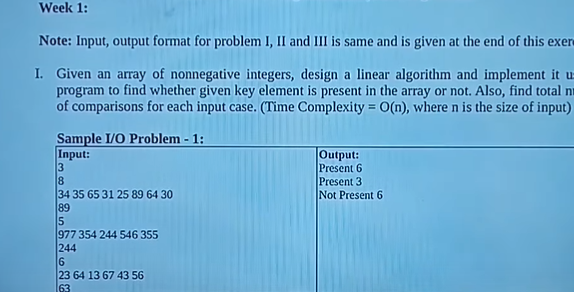 Week 1:
Note: Input, output format for problem I, II and III is same and is given at the end of this exer
I. Given an array of nonnegative integers, design a linear algorithm and implement it u
program to find whether given key element is present in the array or not. Also, find total n
of comparisons for each input case. (Time Complexity = O(n), where n is the size of input)
Sample I/O Problem - 1:
Input:
3
8
34 35 65 31 25 89 64 30
89
5
977 354 244 546 355
244
6
23 64 13 67 43 56
63
Output:
Present 6
Present 3
Not Present 6